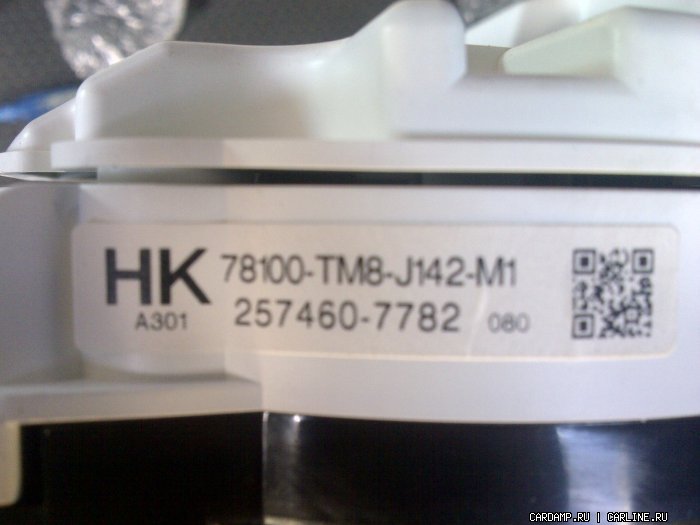 HK 78100-TM8-J142-M1
A301 257460-7782 080
CARDAMP.RU | CARLINE.RU